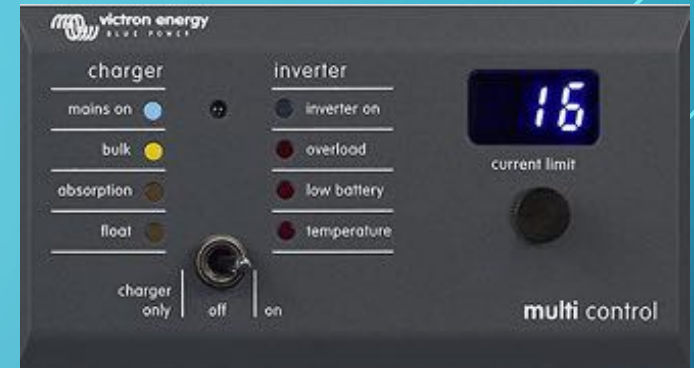 victron energy
BLUE POWER
charger
mains on
bulk
absorption
float
inverter
inverter on
overload
low battery
temperature
16
current limit
charger only
off
on
multi control